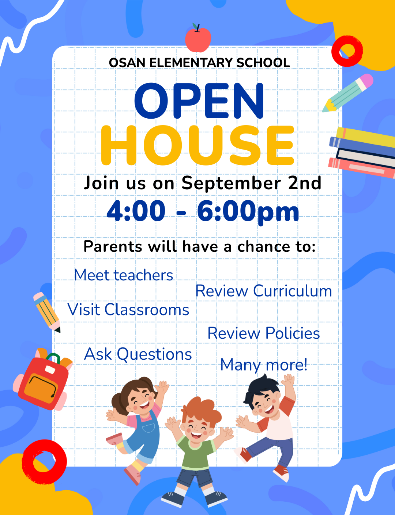 OSAN ELEMENTARY SCHOOL
OPEN
HOUSE
Join us on September 2nd
4:00 - 6:00pm
Parents will have a chance to:
Meet teachers
Review Curriculum
Visit Classrooms
Review Policies
Ask Questions
Many more!